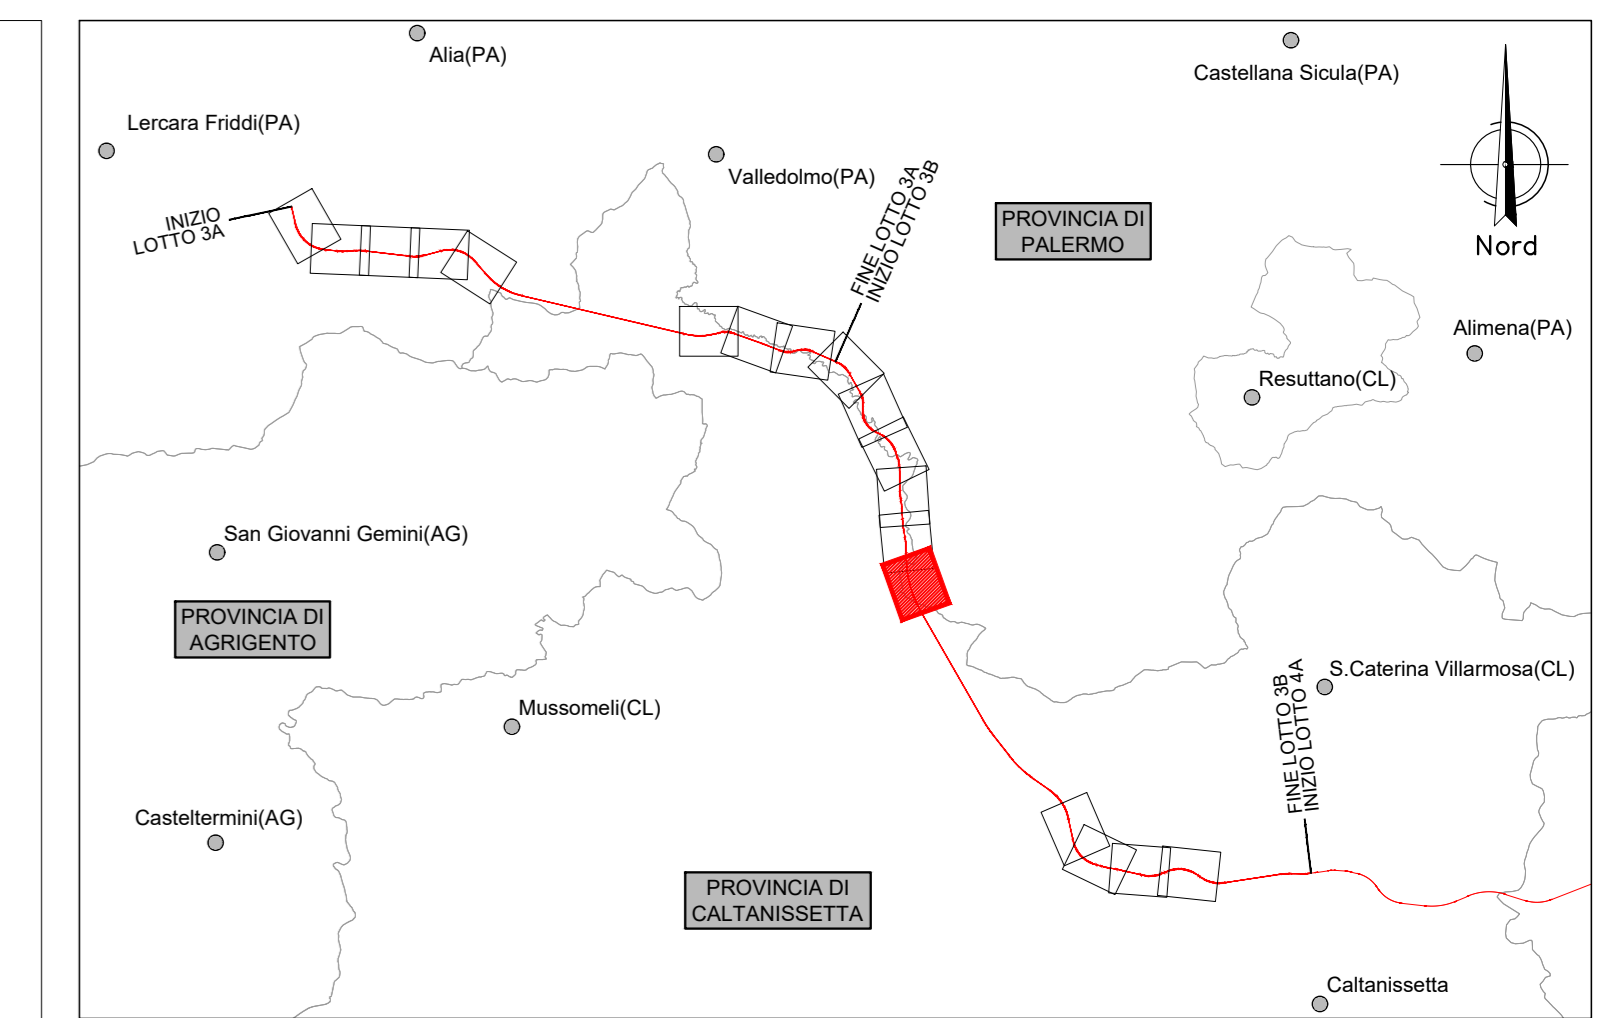 Alia(PA)
Castellana Sicula(PA)
Lercara Friddi(PA)
Valledolmo(PA)
INIZIO
LOTTO 3A
FINE LOTTO 3A
INIZIO LOTTO 3B
PROVINCIA DI
PALERMO
Nord
Alimena(PA)
Resuttano(CL)
San Giovanni Gemini(AG)
PROVINCIA DI
AGRIGENTO
S.Caterina Villarmosa(CL)
Mussomeli(CL)
FINE LOTTO 3B
INIZIO LOTTO 4A
Casteltermini(AG)
PROVINCIA DI
CALTANISSETTA
Caltanissetta